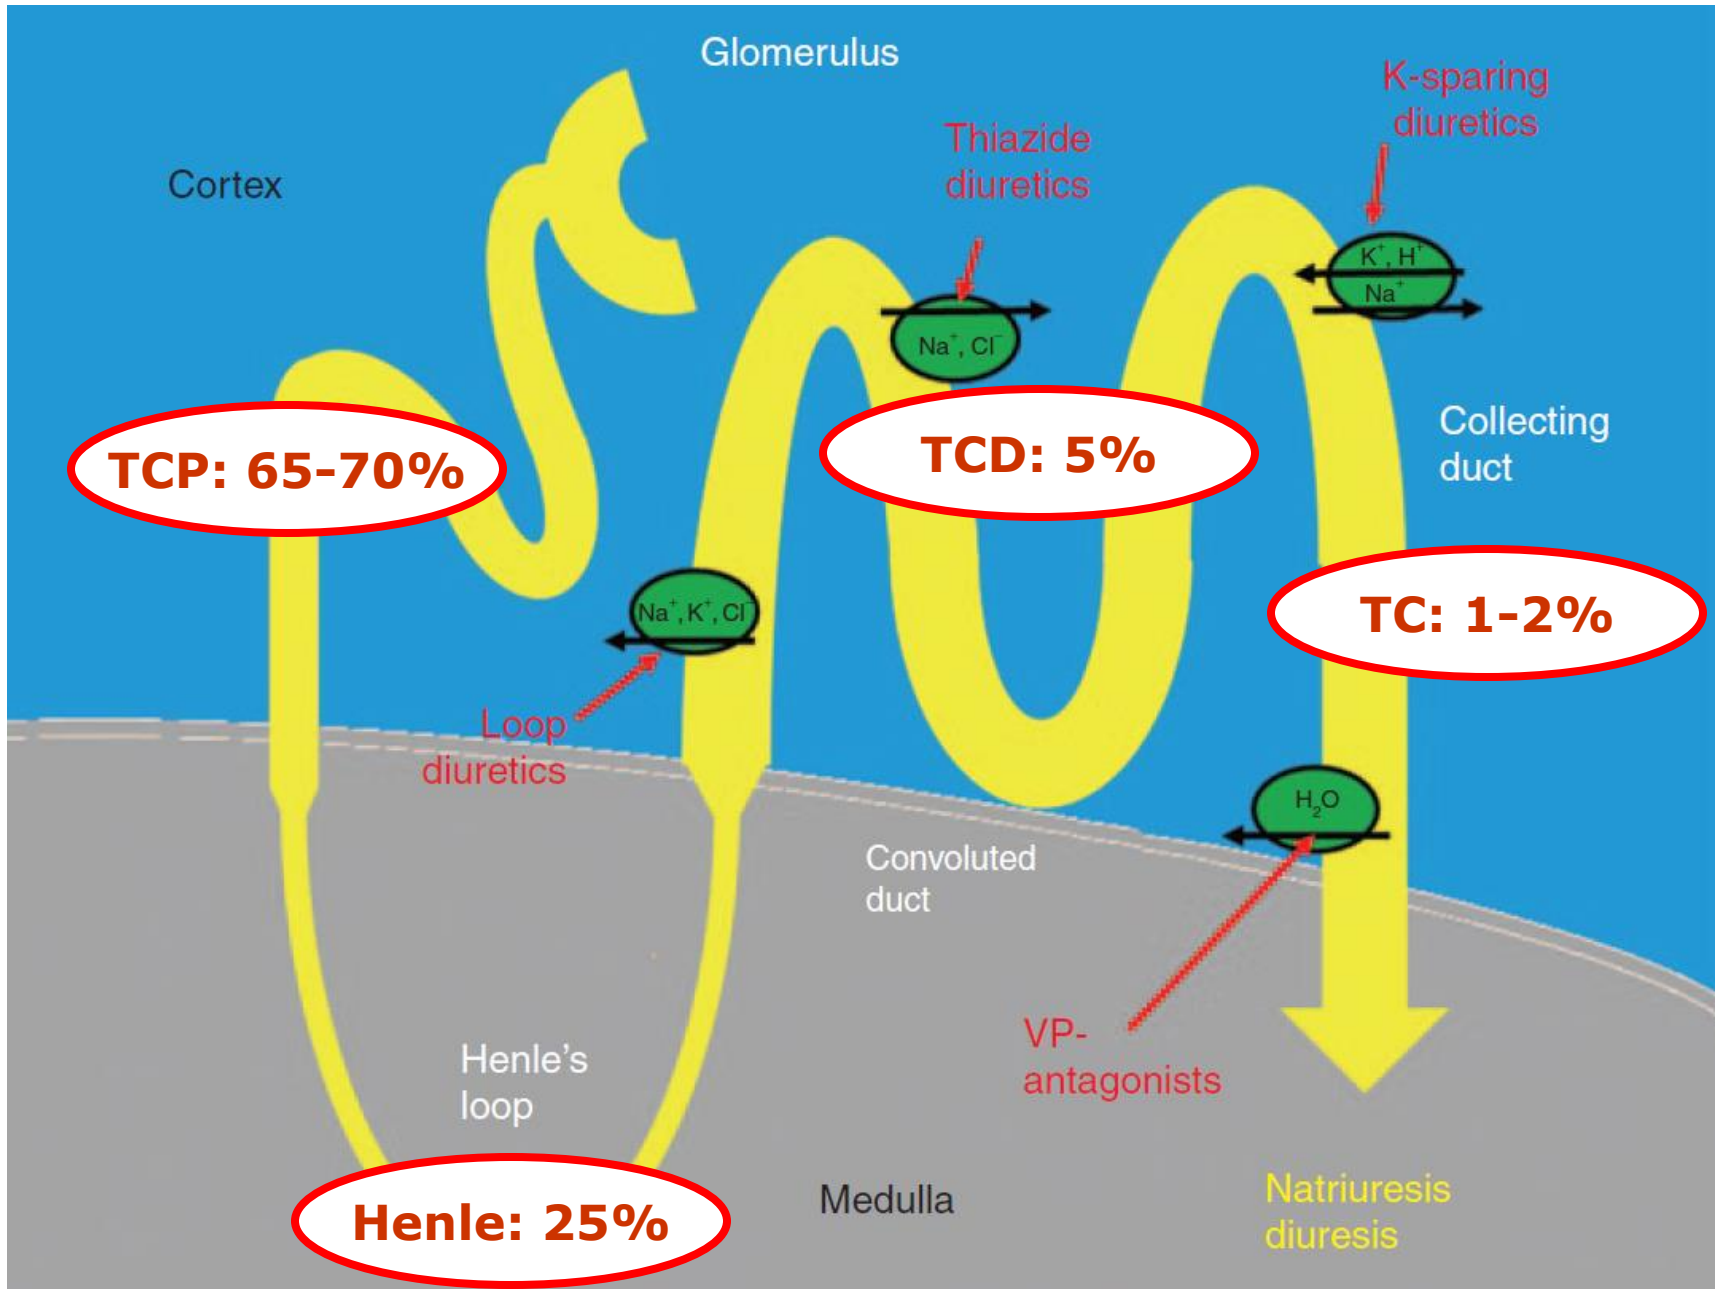 Glomerulus
K-sparing
diuretics
Thiazide
diuretics
Cortex
K⁺, H⁺
Na⁺
Na⁺, Cl⁻
Collecting
duct
TCP: 65-70%
TCD: 5%
Na⁺, K⁺, Cl⁻
TC: 1-2%
Loop
diuretics
H₂O
Convoluted
duct
VP-
antagonists
Henle’s
loop
Medulla
Natriuresis
diuresis
Henle: 25%